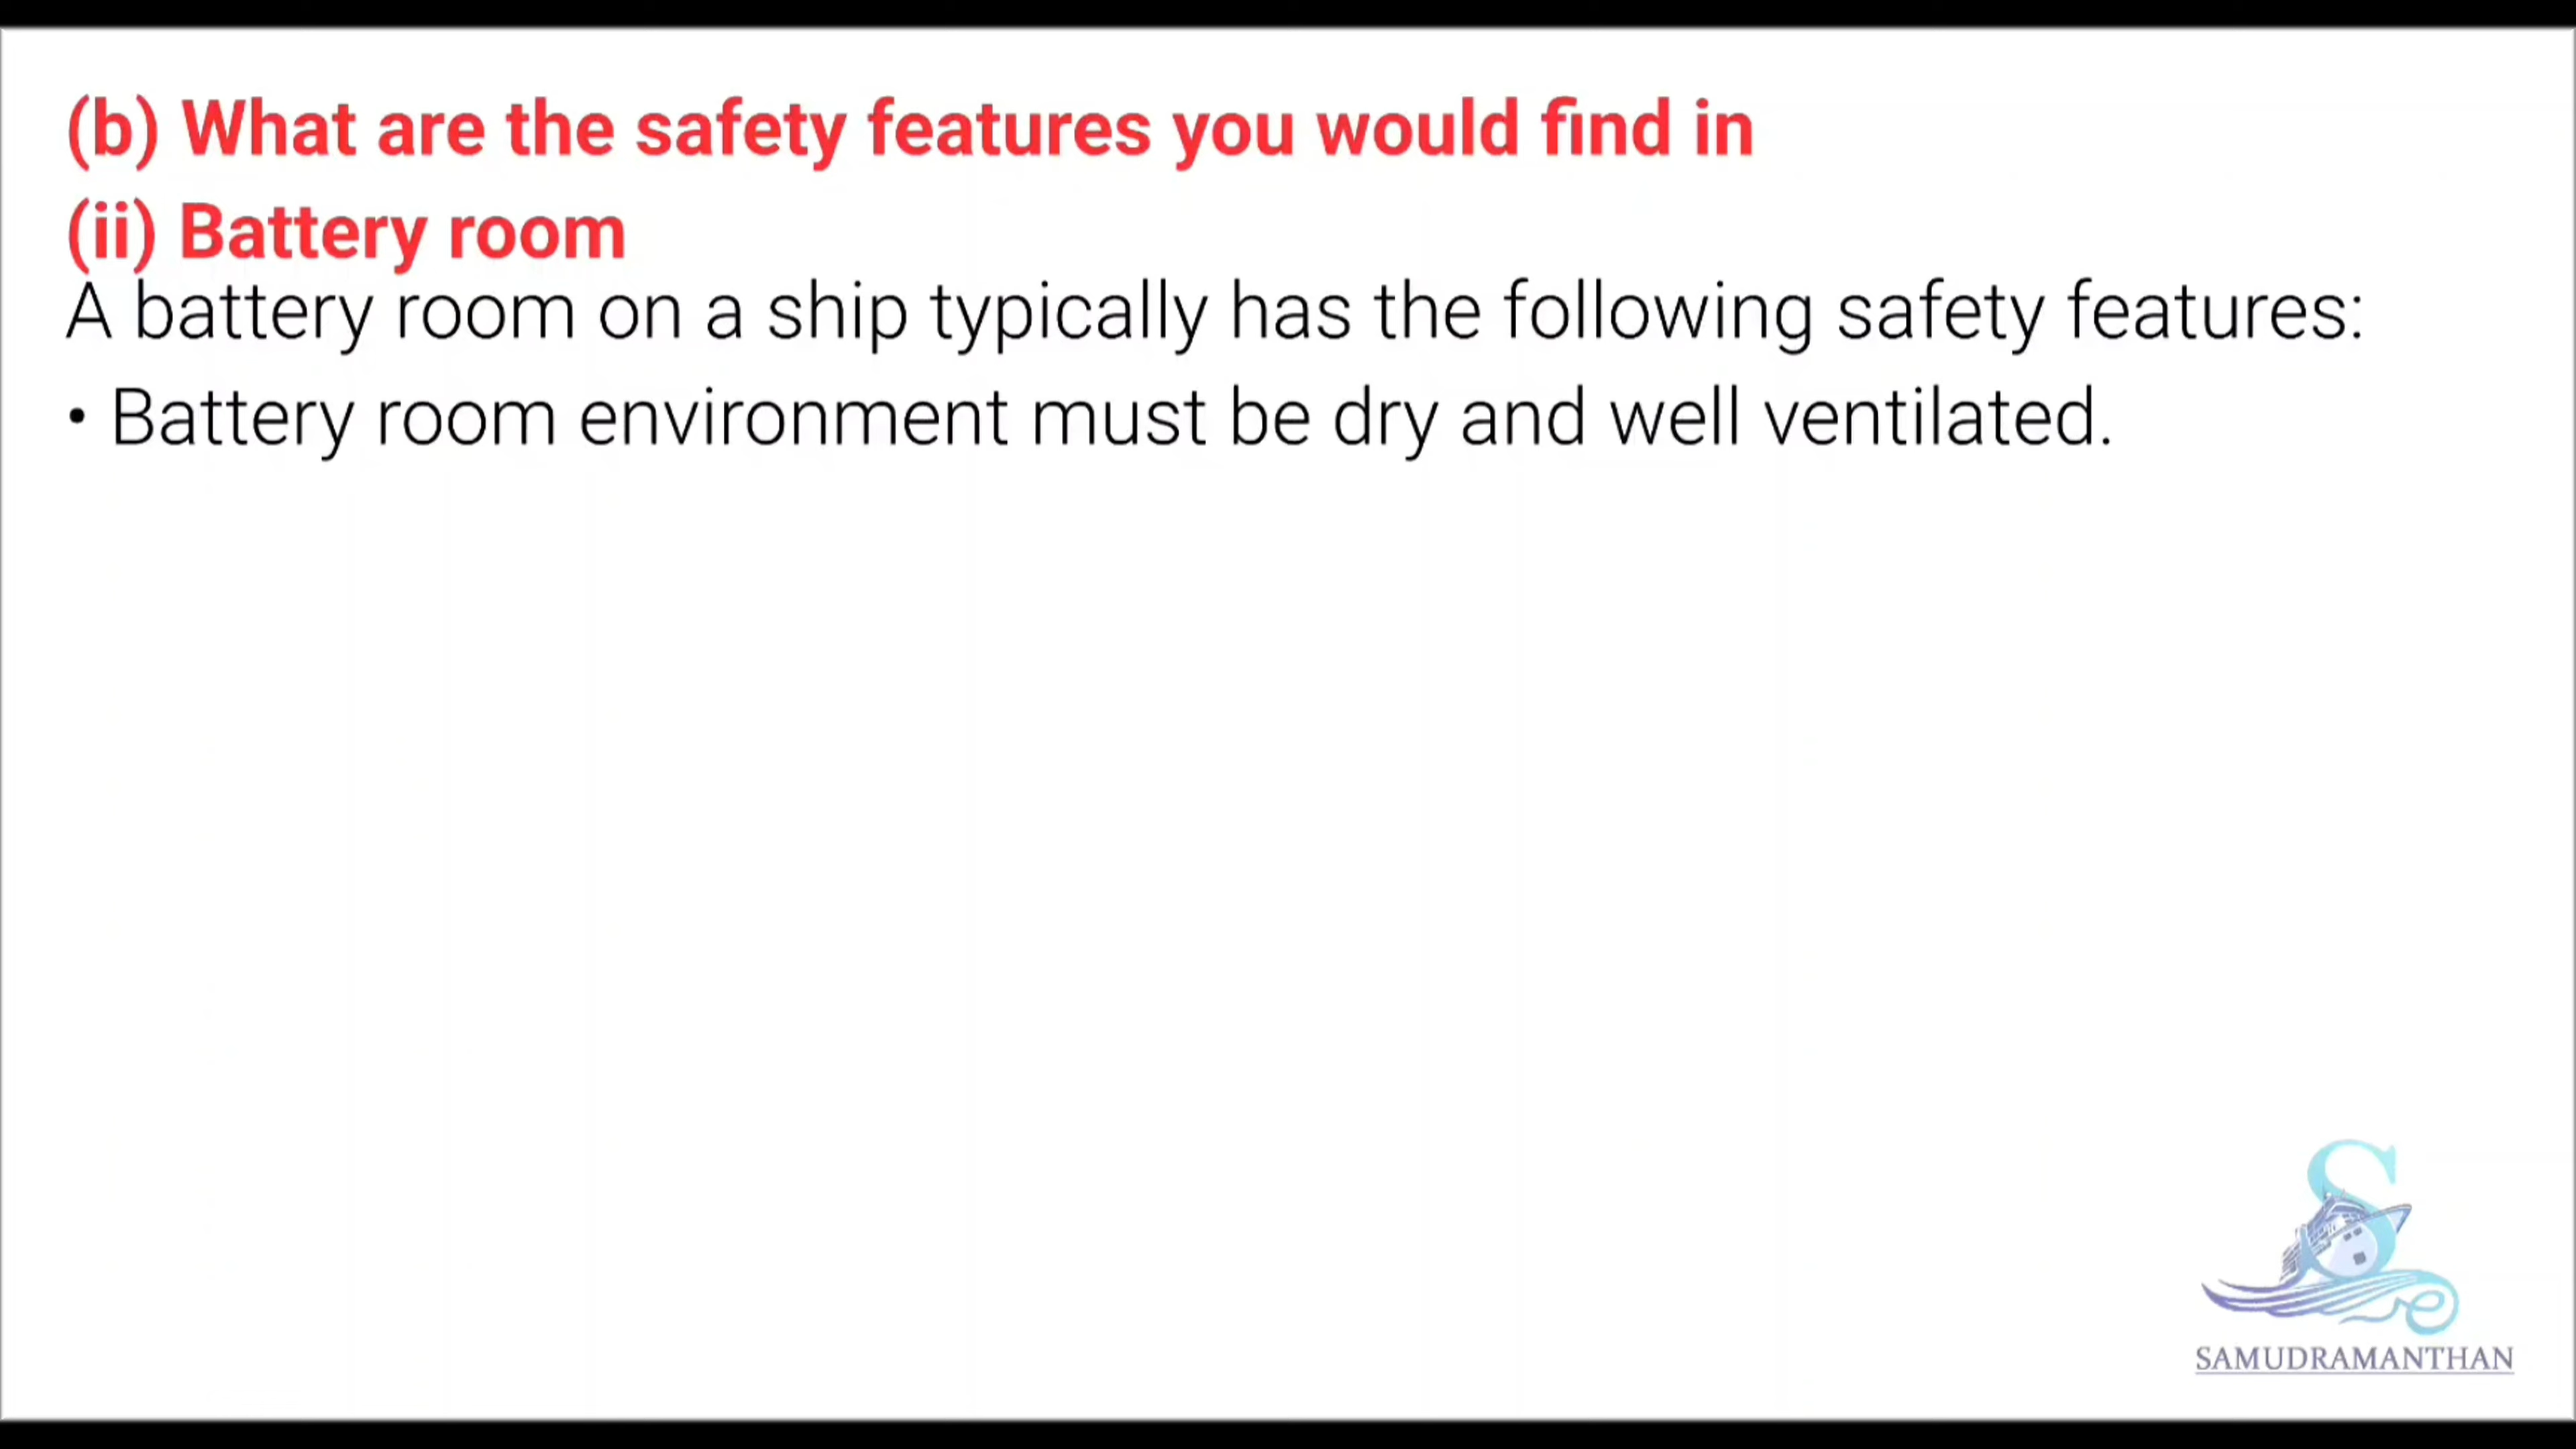 (b) What are the safety features you would find in
(ii) Battery room
A battery room on a ship typically has the following safety features:
• Battery room environment must be dry and well ventilated.
SAMUDRAMANTHAN